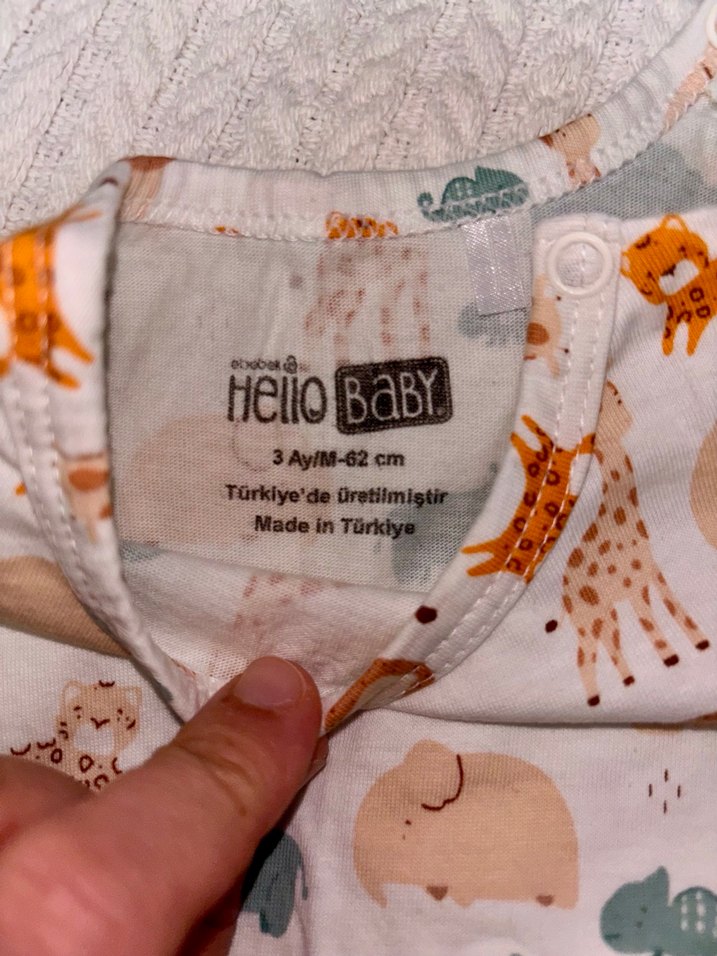 ebebek
Hello BaBY®
3 Ay/M-62 cm
Türkiye'de üretilmiştir
Made in Türkiye